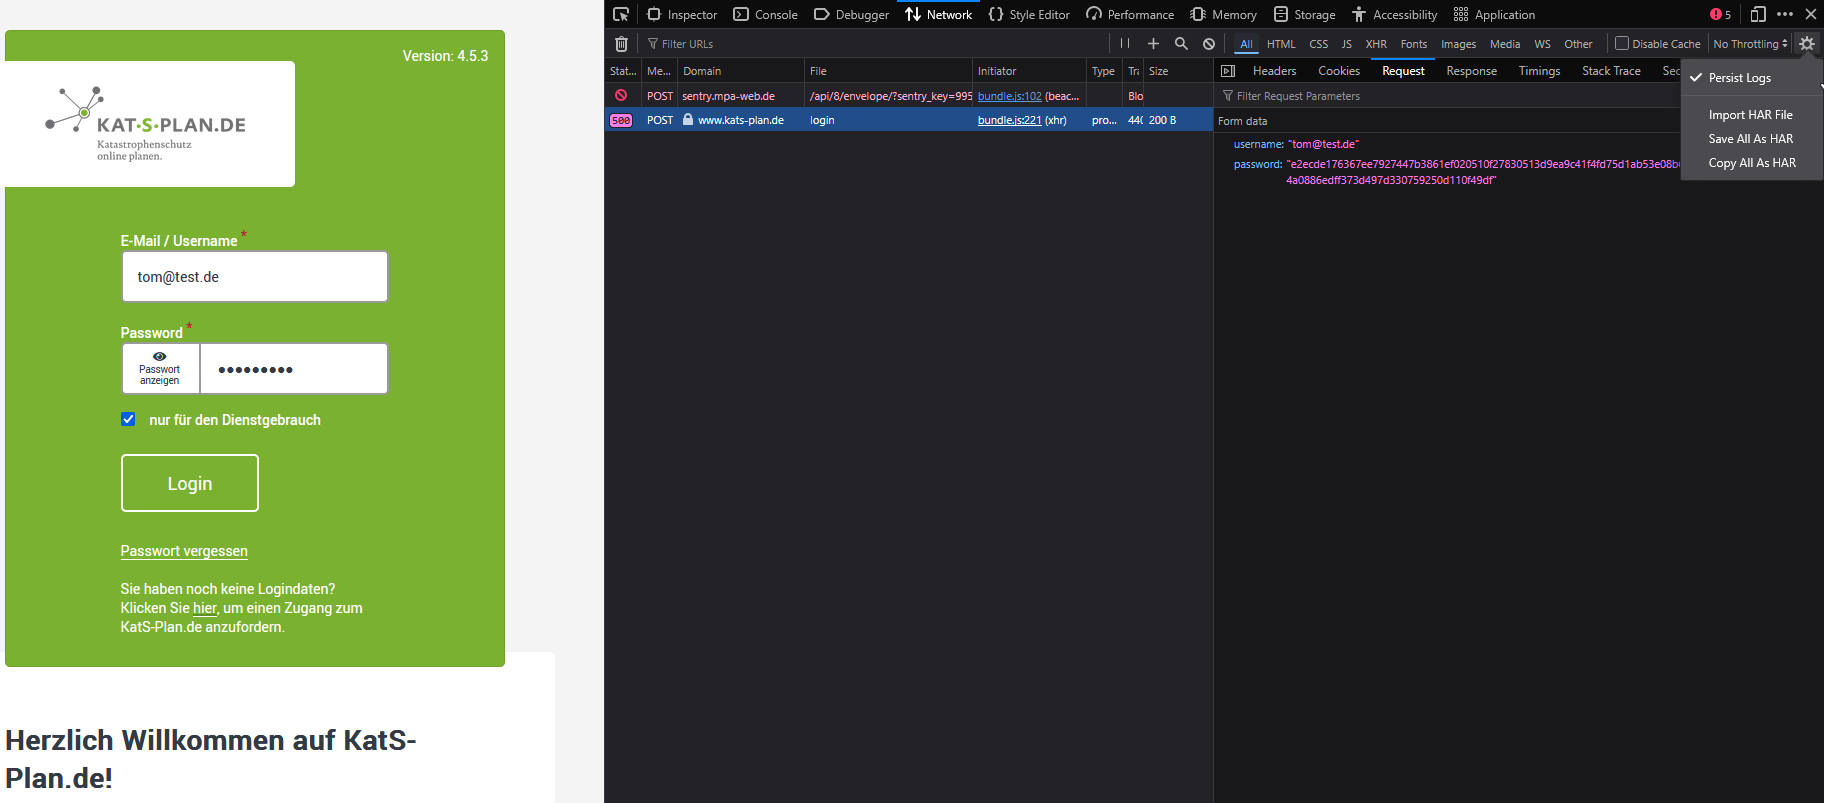 Version: 4.5.3
KAT·S·PLAN.DE
Katastrophenschutz
online planen.
E-Mail / Username *
tom@test.de
Password *
Passwort
anzeigen
●●●●●●●●●
nur für den Dienstgebrauch
Login
Passwort vergessen
Sie haben noch keine Logindaten?
Klicken Sie hier, um einen Zugang zum
KatS-Plan.de anzufordern.
Herzlich Willkommen auf KatS-
Plan.de!
Inspector Console Debugger Network Style Editor Performance Memory Storage Accessibility Application 5
Filter URLs All HTML CSS JS XHR Fonts Images Media WS Other Disable Cache No Throttling
Stat... Me... Domain File Initiator Type Tra Size
POST sentry.mpa-web.de /api/8/envelope/?sentry_key=995 bundle.js:102 (beac... Blo
500 POST www.kats-plan.de login bundle.js:221 (xhr) pro... 440 200 B
Headers Cookies Request Response Timings Stack Trace Sec
Filter Request Parameters
Form data
username: "tom@test.de"
password: "e2ecde176367ee7927447b3861ef020510f27830513d9ea9c41f4fd75d1ab53e08b
4a0886edff373d497d330759250d110f49df"
Persist Logs
Import HAR File
Save All As HAR
Copy All As HAR